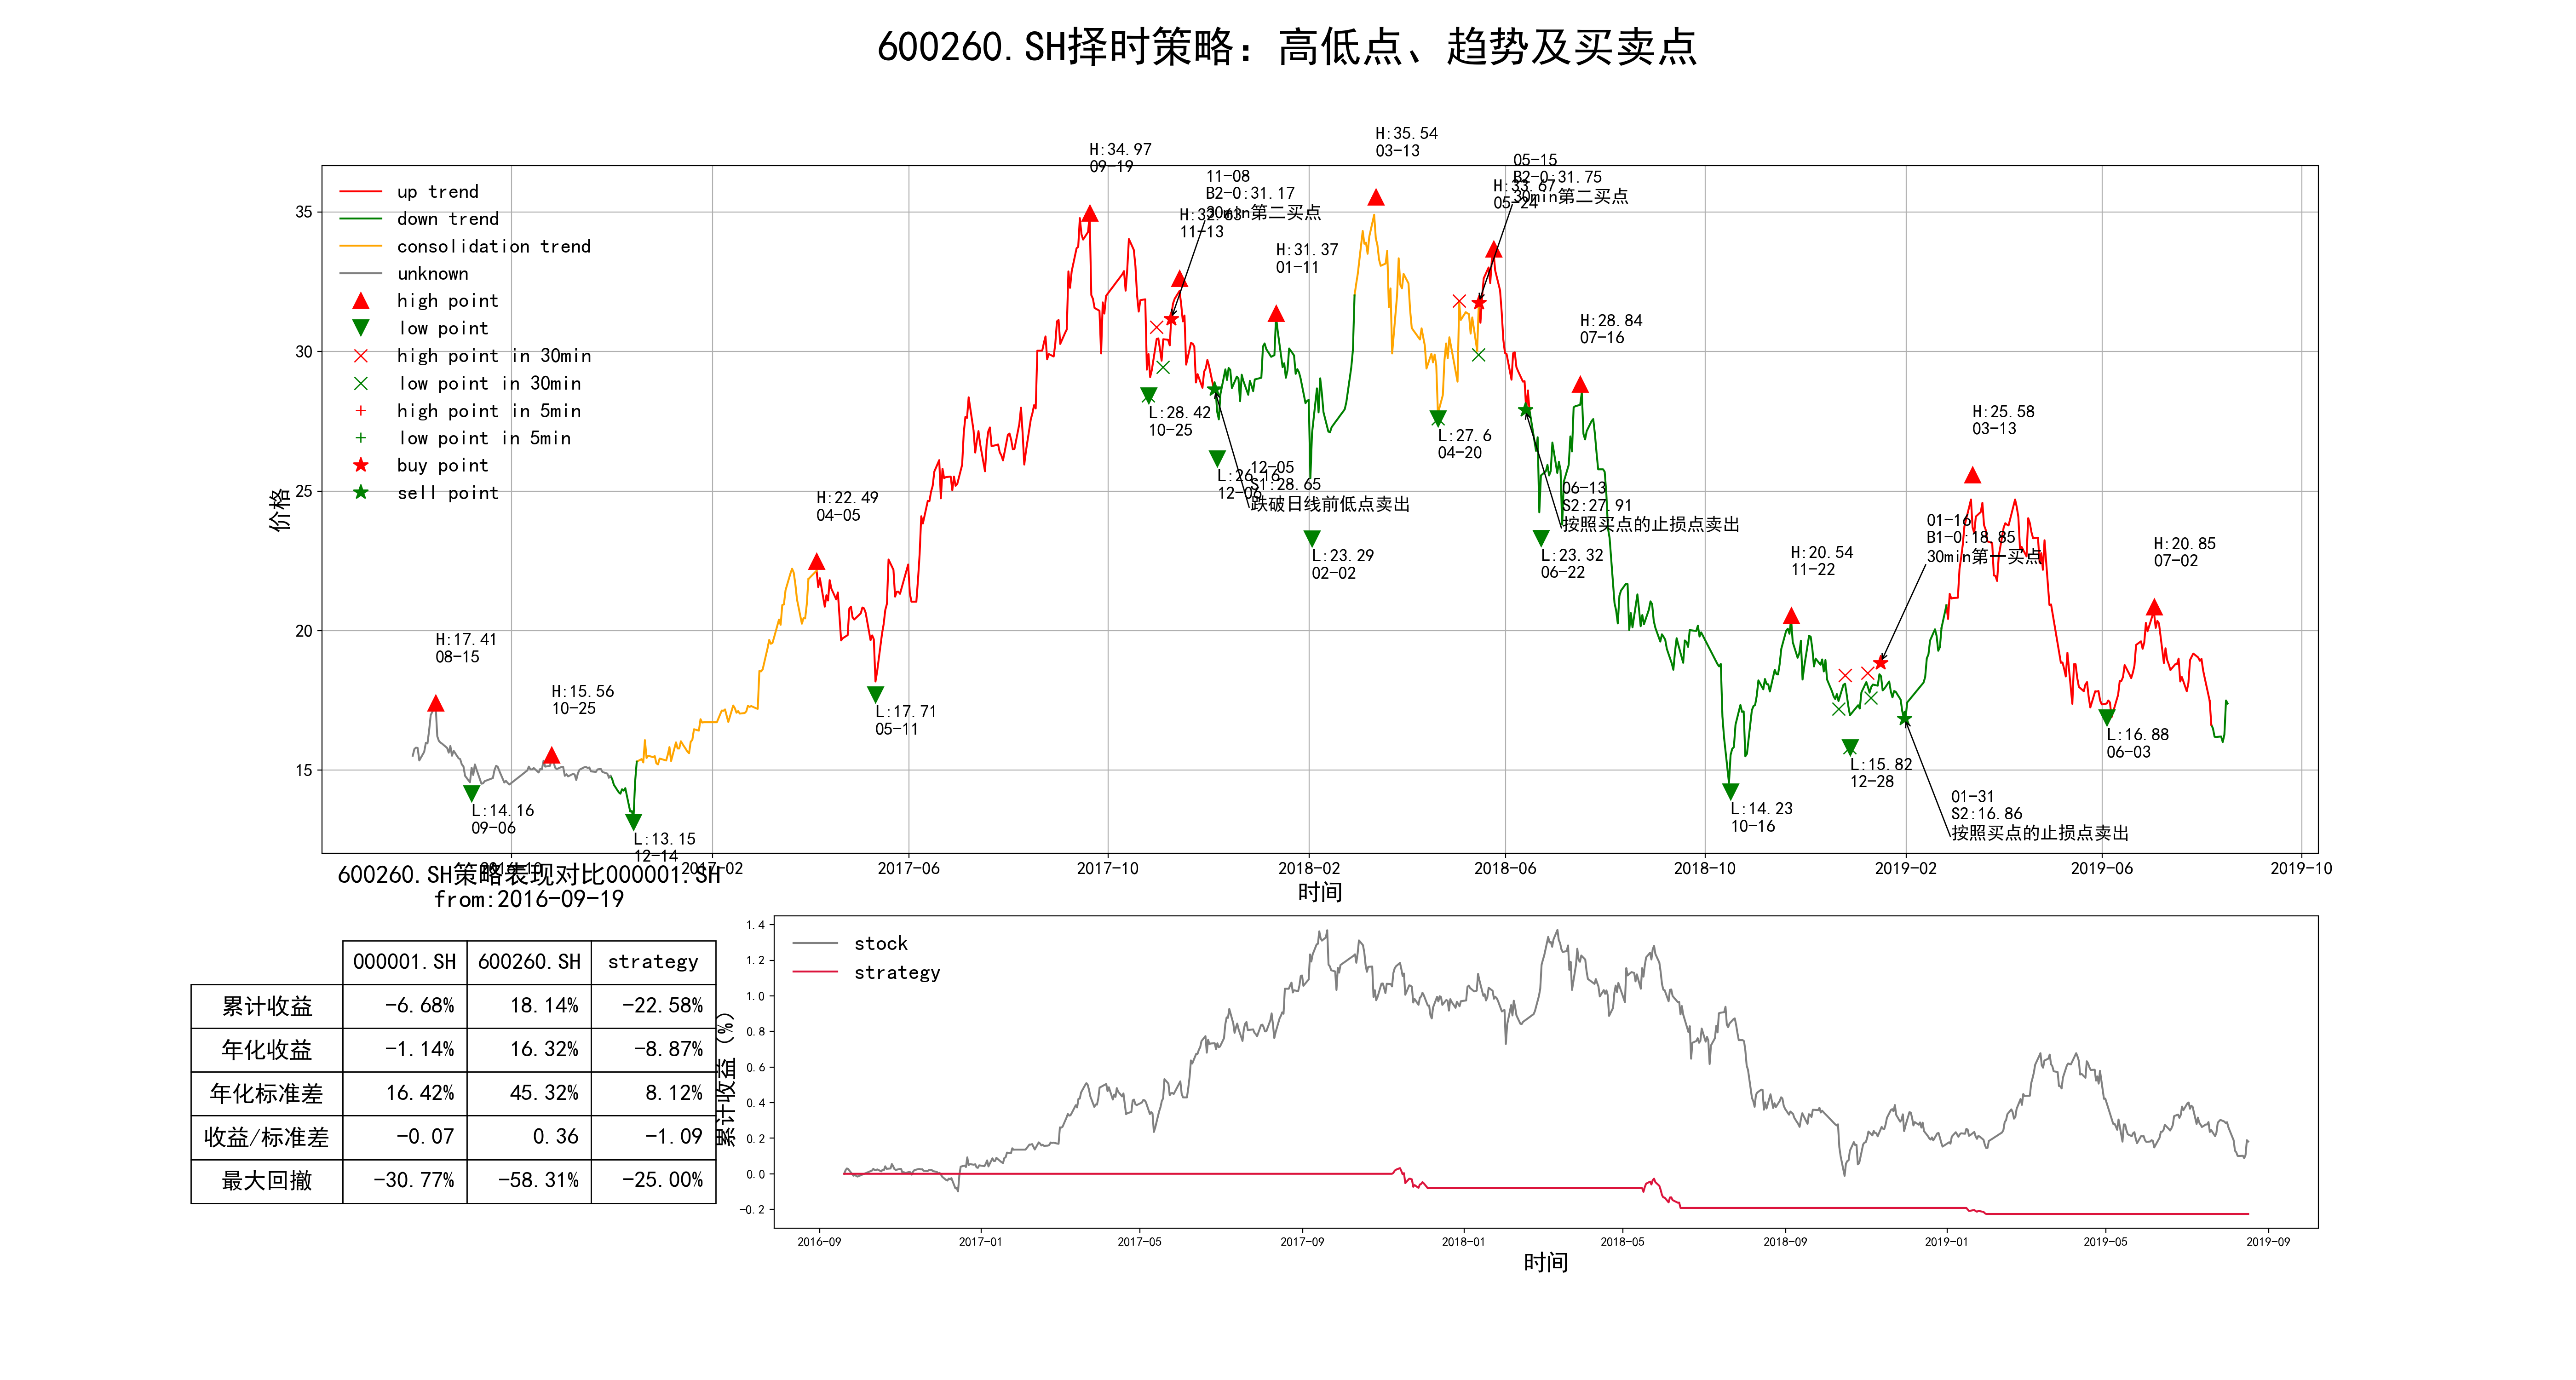 600260.SH择时策略: 高低点、趋势及买卖点
up trend
down trend
consolidation trend
unknown
high point
low point
high point in 30min
low point in 30min
high point in 5min
low point in 5min
buy point
sell point
价格
35
30
25
20
15
H:17.41
08-15
L:14.16
09-06
H:15.56
10-25
L:13.15
12-14
H:22.49
04-05
L:17.71
05-11
H:34.97
09-19
L:28.42
10-25
11-08
B2-0:31.17
30min第二买点
H:32.63
11-13
12-05
S1:28.65
跌破日线前低点卖出
L:26.16
12-06
H:31.37
01-11
L:23.29
02-02
H:35.54
03-13
L:27.6
04-20
05-15
B2-0:31.75
30min第二买点
H:33.67
05-24
06-13
S2:27.91
按照买点的止损点卖出
L:23.32
06-22
H:28.84
07-16
L:14.23
10-16
H:20.54
11-22
L:15.82
12-28
01-16
B1-0:18.85
30min第一买点
01-31
S2:16.86
按照买点的止损点卖出
H:25.58
03-13
L:16.88
06-03
H:20.85
07-02
2016-10
2017-02
2017-06
2017-10
2018-02
2018-06
2018-10
2019-02
2019-06
2019-10
时间
600260.SH策略表现对比000001.SH
from:2016-09-19
000001.SH 600260.SH strategy
累计收益 -6.68% 18.14% -22.58%
年化收益 -1.14% 16.32% -8.87%
年化标准差 16.42% 45.32% 8.12%
收益/标准差 -0.07 0.36 -1.09
最大回撤 -30.77% -58.31% -25.00%
累计收益 (%)
1.4
1.2
1.0
0.8
0.6
0.4
0.2
0.0
-0.2
stock
strategy
2016-09
2017-01
2017-05
2017-09
2018-01
2018-05
2018-09
2019-01
2019-05
2019-09
时间